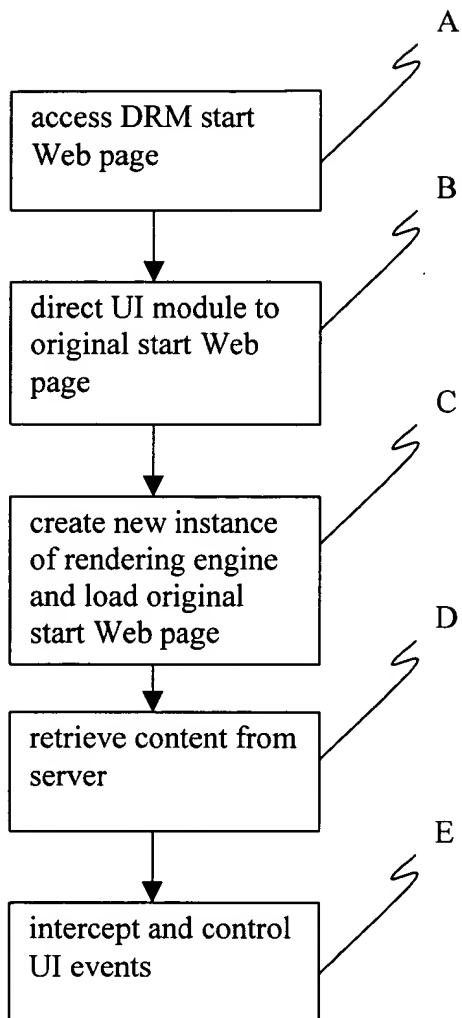 A
access DRM start
Web page
B
direct UI module to
original start Web
page
C
create new instance
of rendering engine
and load original
start Web page
D
retrieve content from
server
E
intercept and control
UI events